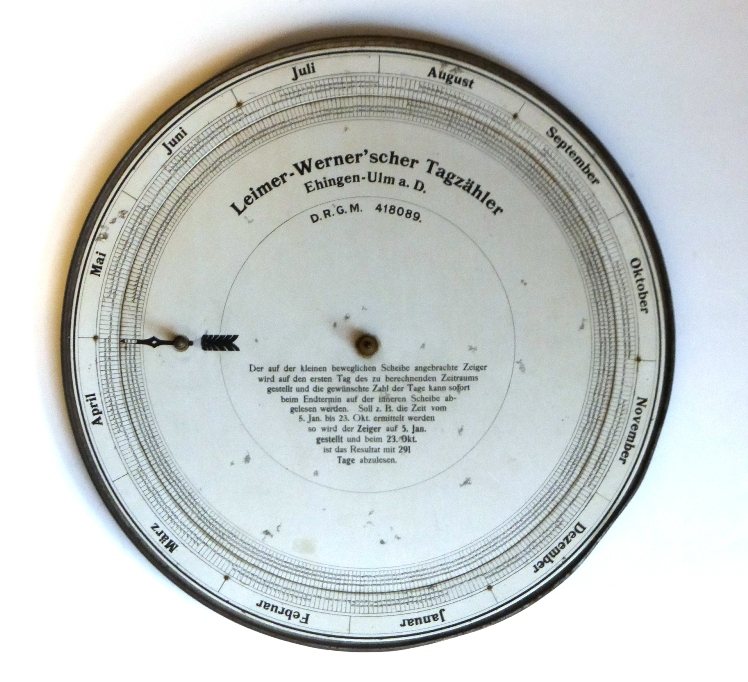 Juli
August
September
Oktober
November
Dezember
Januar
Februar
März
April
Mai
Juni
Leimer-Werner'scher Tagzähler
Ehingen-Ulm a. D.
D.R.G.M. 418089.
Der auf der kleinen beweglichen Scheibe angebrachte Zeiger
wird auf den ersten Tag des zu berechnenden Zeitraums
gestellt und die gewünschte Zahl der Tage kann sofort
beim Endtermin auf der inneren Scheibe ab-
gelesen werden. Soll z. B. die Zeit vom
5. Jan. bis 23. Okt. ermittelt werden
so wird der Zeiger auf 5. Jan.
gestellt und beim 23. Okt.
ist das Resultat mit 291
Tage abzulesen.